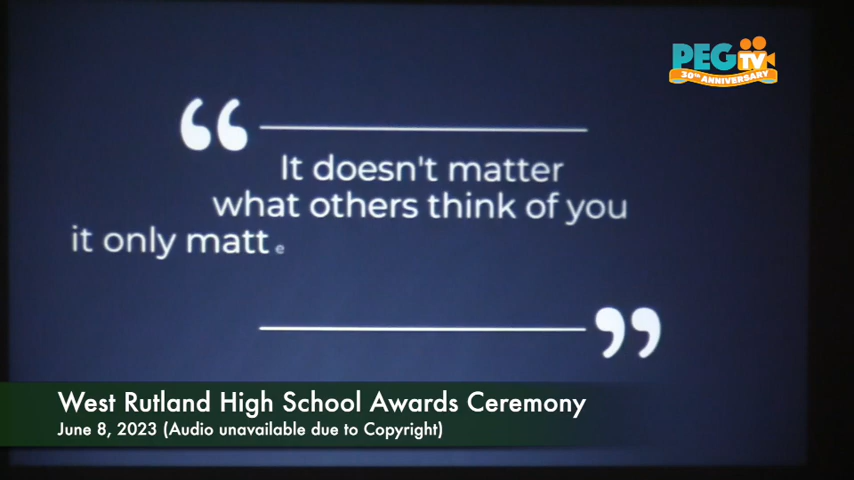 PEG
TV
30TH ANNIVERSARY
“
It doesn't matter
what others think of you
it only matte
”
West Rutland High School Awards Ceremony
June 8, 2023 (Audio unavailable due to Copyright)